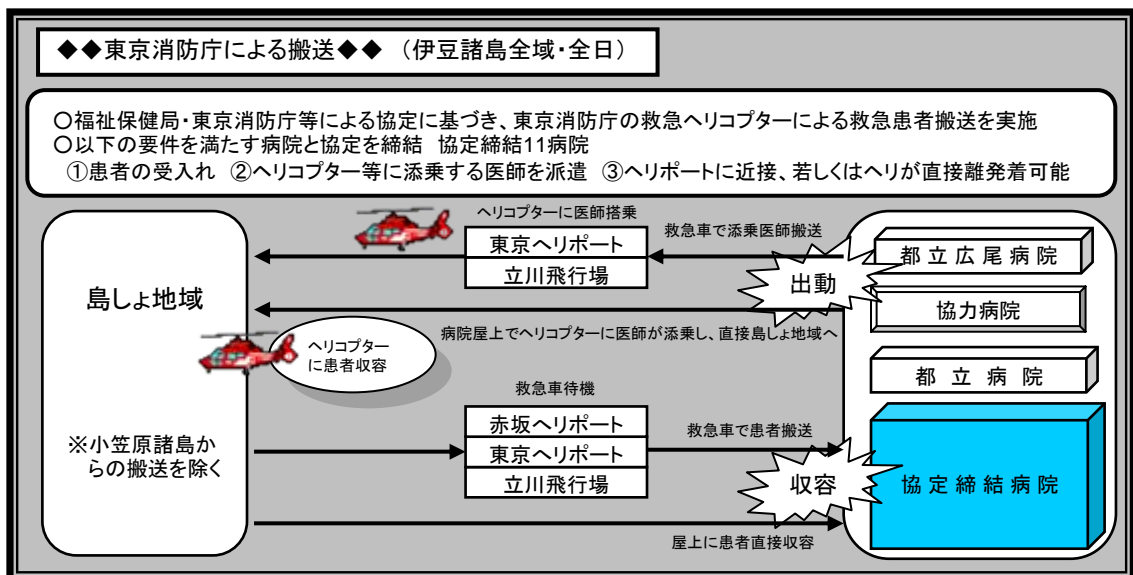 ◆◆東京消防庁による搬送◆◆ （伊豆諸島全域・全日）
○福祉保健局・東京消防庁等による協定に基づき、東京消防庁の救急ヘリコプターによる救急患者搬送を実施
○以下の要件を満たす病院と協定を締結 協定締結11病院
①患者の受入れ ②ヘリコプター等に添乗する医師を派遣 ③ヘリポートに近接、若しくはヘリが直接離発着可能
ヘリコプターに医師搭乗
東京ヘリポート
立川飛行場
救急車で添乗医師搬送
出動
都立広尾病院
協力病院
島しょ地域
病院屋上でヘリコプターに医師が添乗し、直接島しょ地域へ
ヘリコプター
に患者収容
都立病院
救急車待機
赤坂ヘリポート
東京ヘリポート
立川飛行場
救急車で患者搬送
収容
協定締結病院
※小笠原諸島か
らの搬送を除く
屋上に患者直接収容